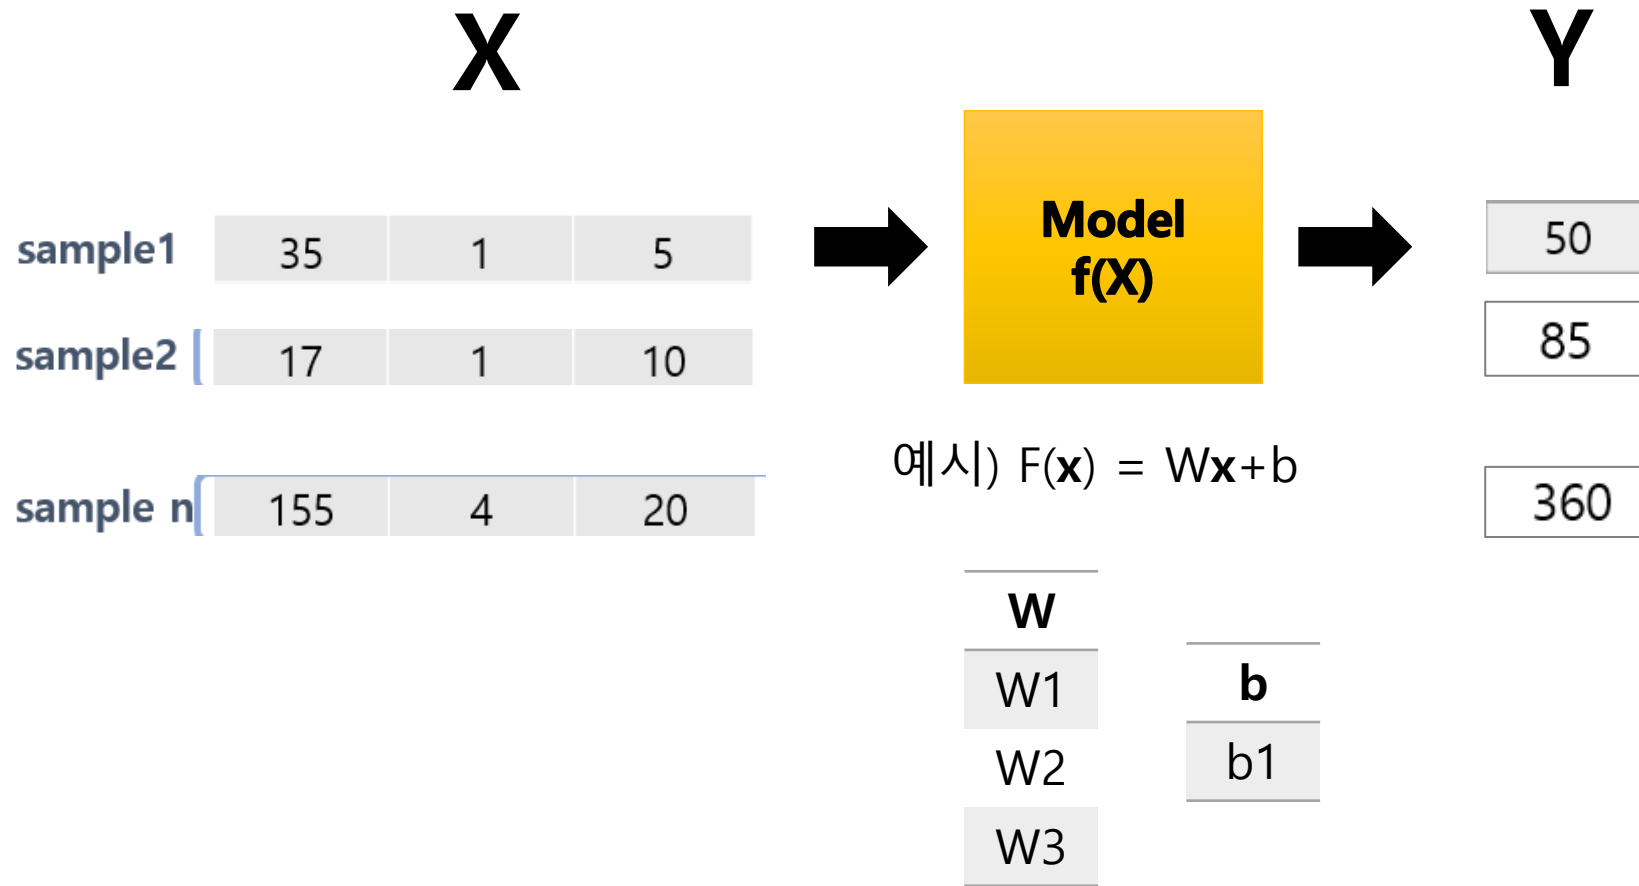 X
Y
sample1 35 1 5
Model
f(X)
50
sample2 17 1 10
85
예시) F(x) = Wx+b
sample n 155 4 20
360
W
W1
W2
W3
b
b1